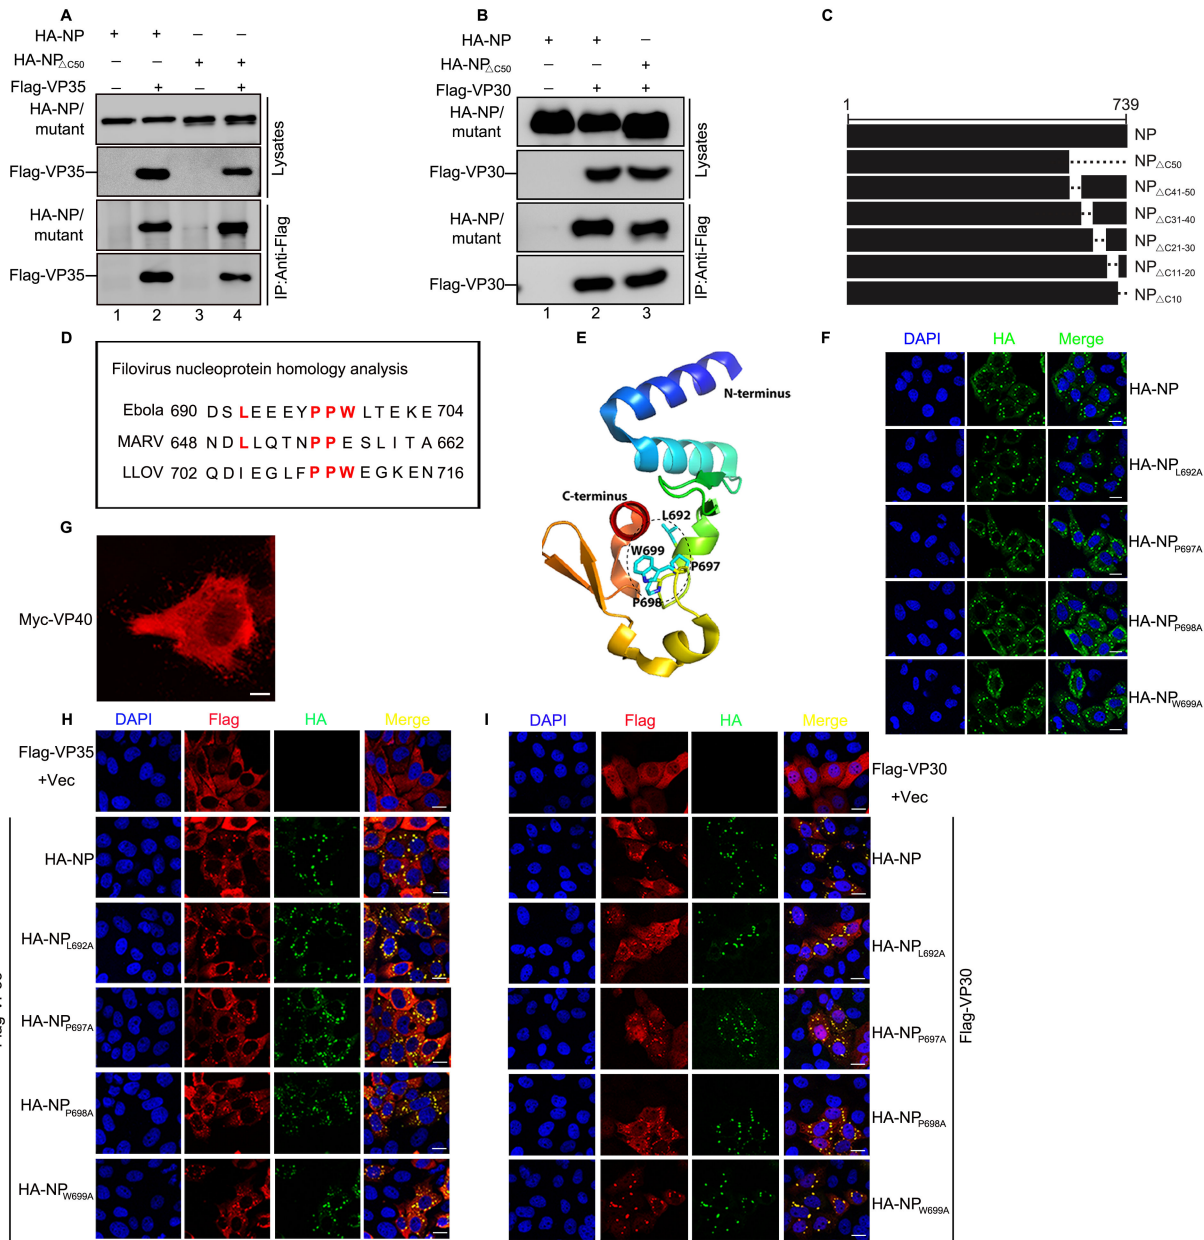 A
HA-NP + + – –
HA-NP△C50 – – + +
Flag-VP35 – + – +
HA-NP/
mutant
Flag-VP35
Lysates
HA-NP/
mutant
Flag-VP35
IP:Anti-Flag
1 2 3 4
B
HA-NP + + –
HA-NP△C50 – – +
Flag-VP30 – + +
HA-NP/
mutant
Flag-VP30
Lysates
HA-NP/
mutant
Flag-VP30
IP:Anti-Flag
1 2 3
C
1 739
NP
NP△C50
NP△C41-50
NP△C31-40
NP△C21-30
NP△C11-20
NP△C10
D
Filovirus nucleoprotein homology analysis
Ebola 690 D S L E E E Y P P W L T E K E 704
MARV 648 N D L L Q T N P P E S L I T A 662
LLOV 702 Q D I E G L F P P W E G K E N 716
E
N-terminus
C-terminus
L692
W699
P697
P698
F
DAPI HA Merge
HA-NP
HA-NPL692A
HA-NPP697A
HA-NPP698A
HA-NPW699A
G
Myc-VP40
H
DAPI Flag HA Merge
Flag-VP35
+Vec
HA-NP
HA-NPL692A
HA-NPP697A
HA-NPP698A
HA-NPW699A
I
DAPI Flag HA Merge
Flag-VP30
+Vec
HA-NP
HA-NPL692A
HA-NPP697A
HA-NPP698A
HA-NPW699A
Flag-VP30